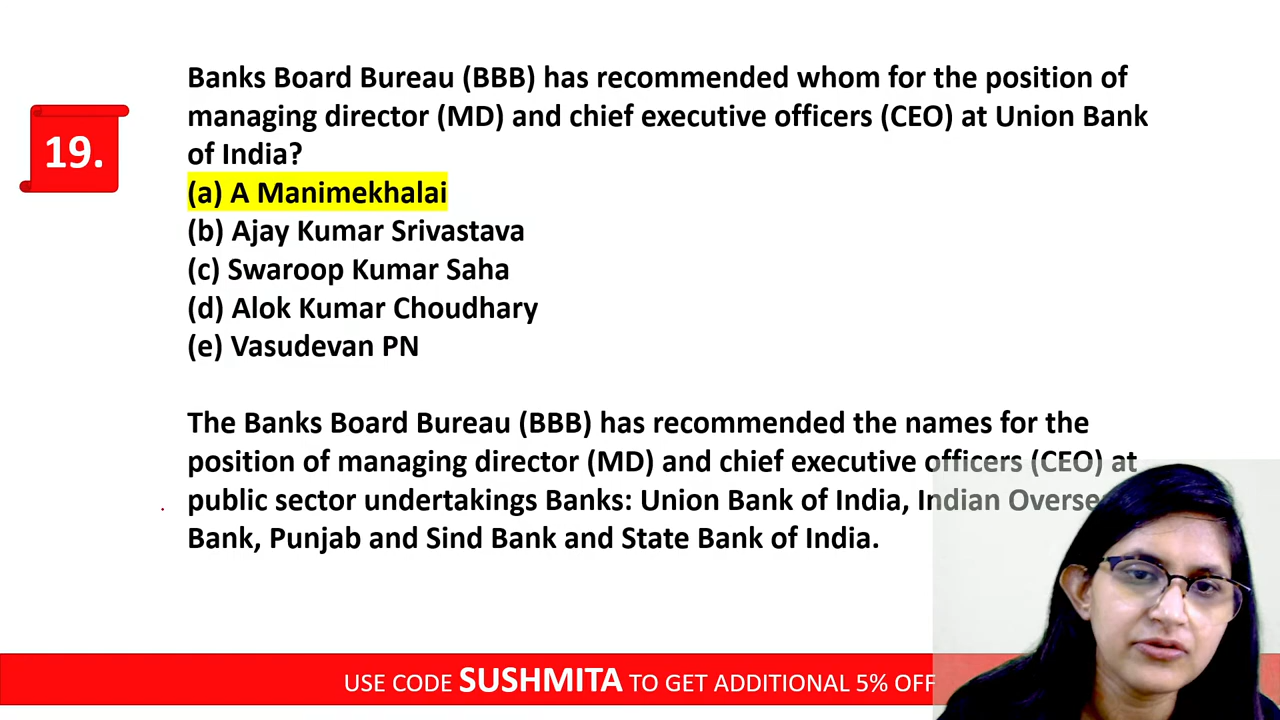 19.
Banks Board Bureau (BBB) has recommended whom for the position of
managing director (MD) and chief executive officers (CEO) at Union Bank
of India?
(a) A Manimekhalai
(b) Ajay Kumar Srivastava
(c) Swaroop Kumar Saha
(d) Alok Kumar Choudhary
(e) Vasudevan PN
The Banks Board Bureau (BBB) has recommended the names for the
position of managing director (MD) and chief executive officers (CEO) at
public sector undertakings Banks: Union Bank of India, Indian
Bank, Punjab and Sind Bank and State Bank of India.
USE CODE SUSHMITA TO GET ADDITIONAL 5% OFF